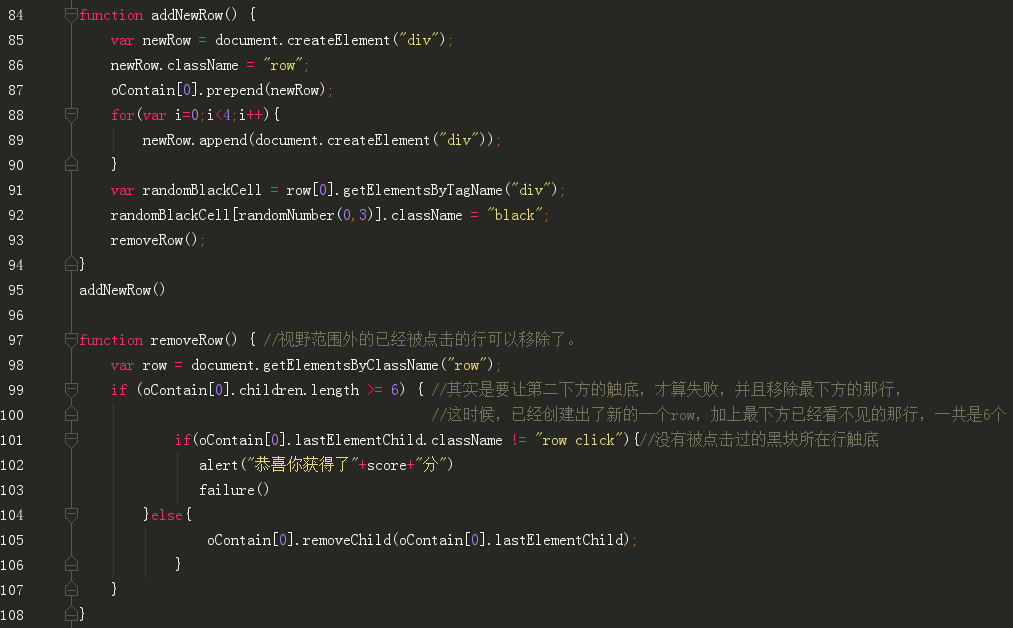 84 function addNewRow() {
85 var newRow = document.createElement("div");
86 newRow.className = "row";
87 oContain[0].prepend(newRow);
88 for(var i=0;i<4;i++){
89 newRow.append(document.createElement("div"));
90 }
91 var randomBlackCell = row[0].getElementsByTagName("div");
92 randomBlackCell[randomNumber(0,3)].className = "black";
93 removeRow();
94 }
95 addNewRow()
96
97 function removeRow() { //视野范围外的已经被点击的行可以移除了。
98 var row = document.getElementsByClassName("row");
99 if (oContain[0].children.length >= 6) { //其实是要让第二下方的触底，才算失败，并且移除最下方的那行，
100 //这时候，已经创建出了新的一个row，加上最下方已经看不见的那行，一共是6个
101 if(oContain[0].lastElementChild.className != "row click"){//没有被点击过的黑块所在行触底
102 alert("恭喜你获得了"+score+"分")
103 failure()
104 }else{
105 oContain[0].removeChild(oContain[0].lastElementChild);
106 }
107 }
108 }